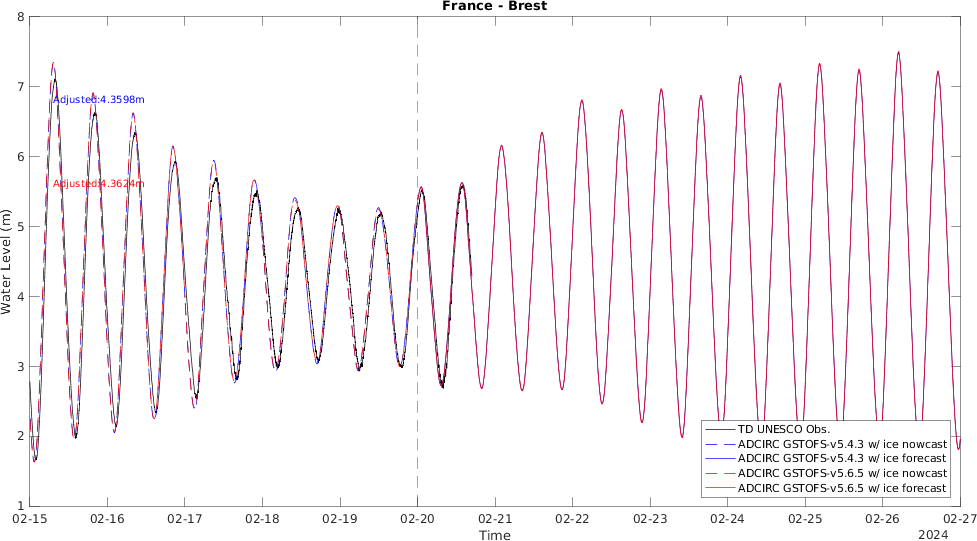 France - Brest
8
7
6
5
4
3
2
1
Water Level (m)
Adjusted:4.3598m
Adjusted:4.3624m
TD UNESCO Obs.
ADCIRC GSTOFS-v5.4.3 w/ ice nowcast
ADCIRC GSTOFS-v5.4.3 w/ ice forecast
ADCIRC GSTOFS-v5.6.5 w/ ice nowcast
ADCIRC GSTOFS-v5.6.5 w/ ice forecast
02-15 02-16 02-17 02-18 02-19 02-20 02-21 02-22 02-23 02-24 02-25 02-26 02-27
Time
2024